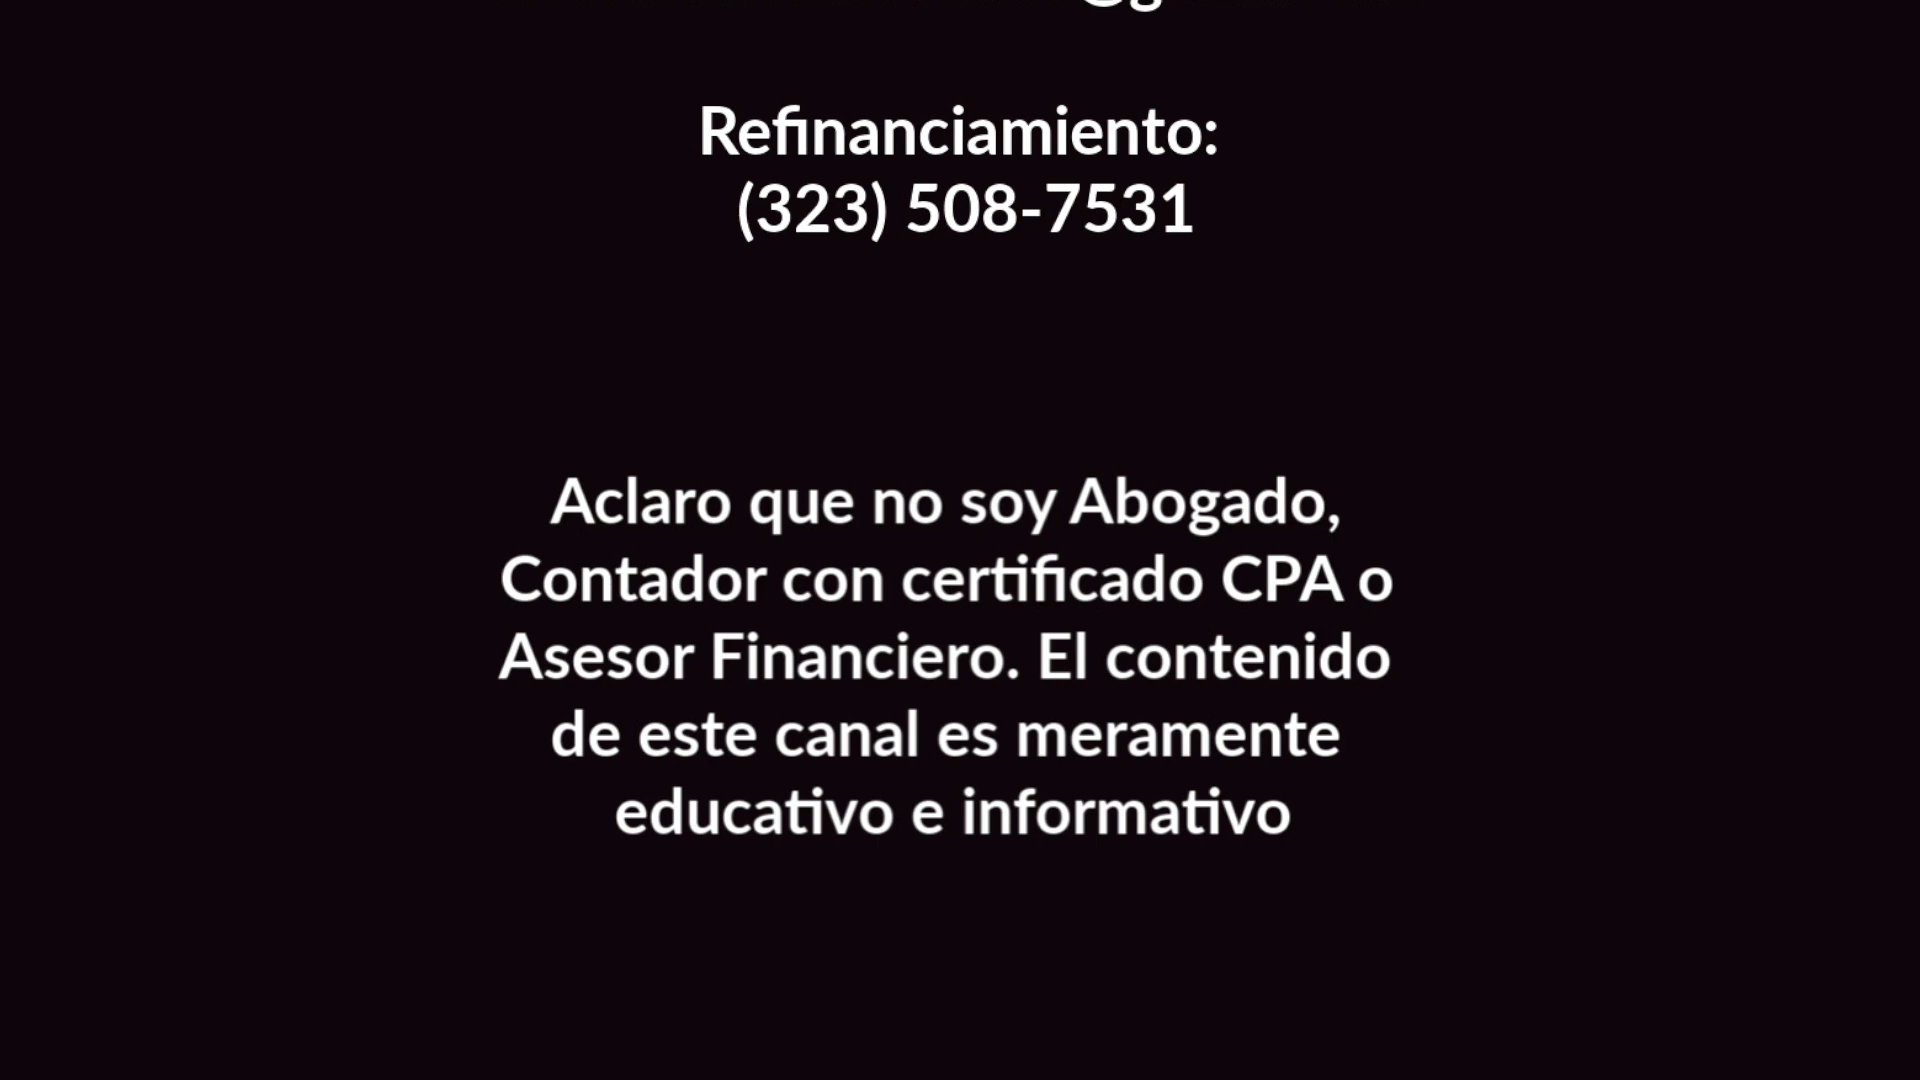 Refinanciamiento:
(323) 508-7531
Aclaro que no soy Abogado,
Contador con certificado CPA o
Asesor Financiero. El contenido
de este canal es meramente
educativo e informativo